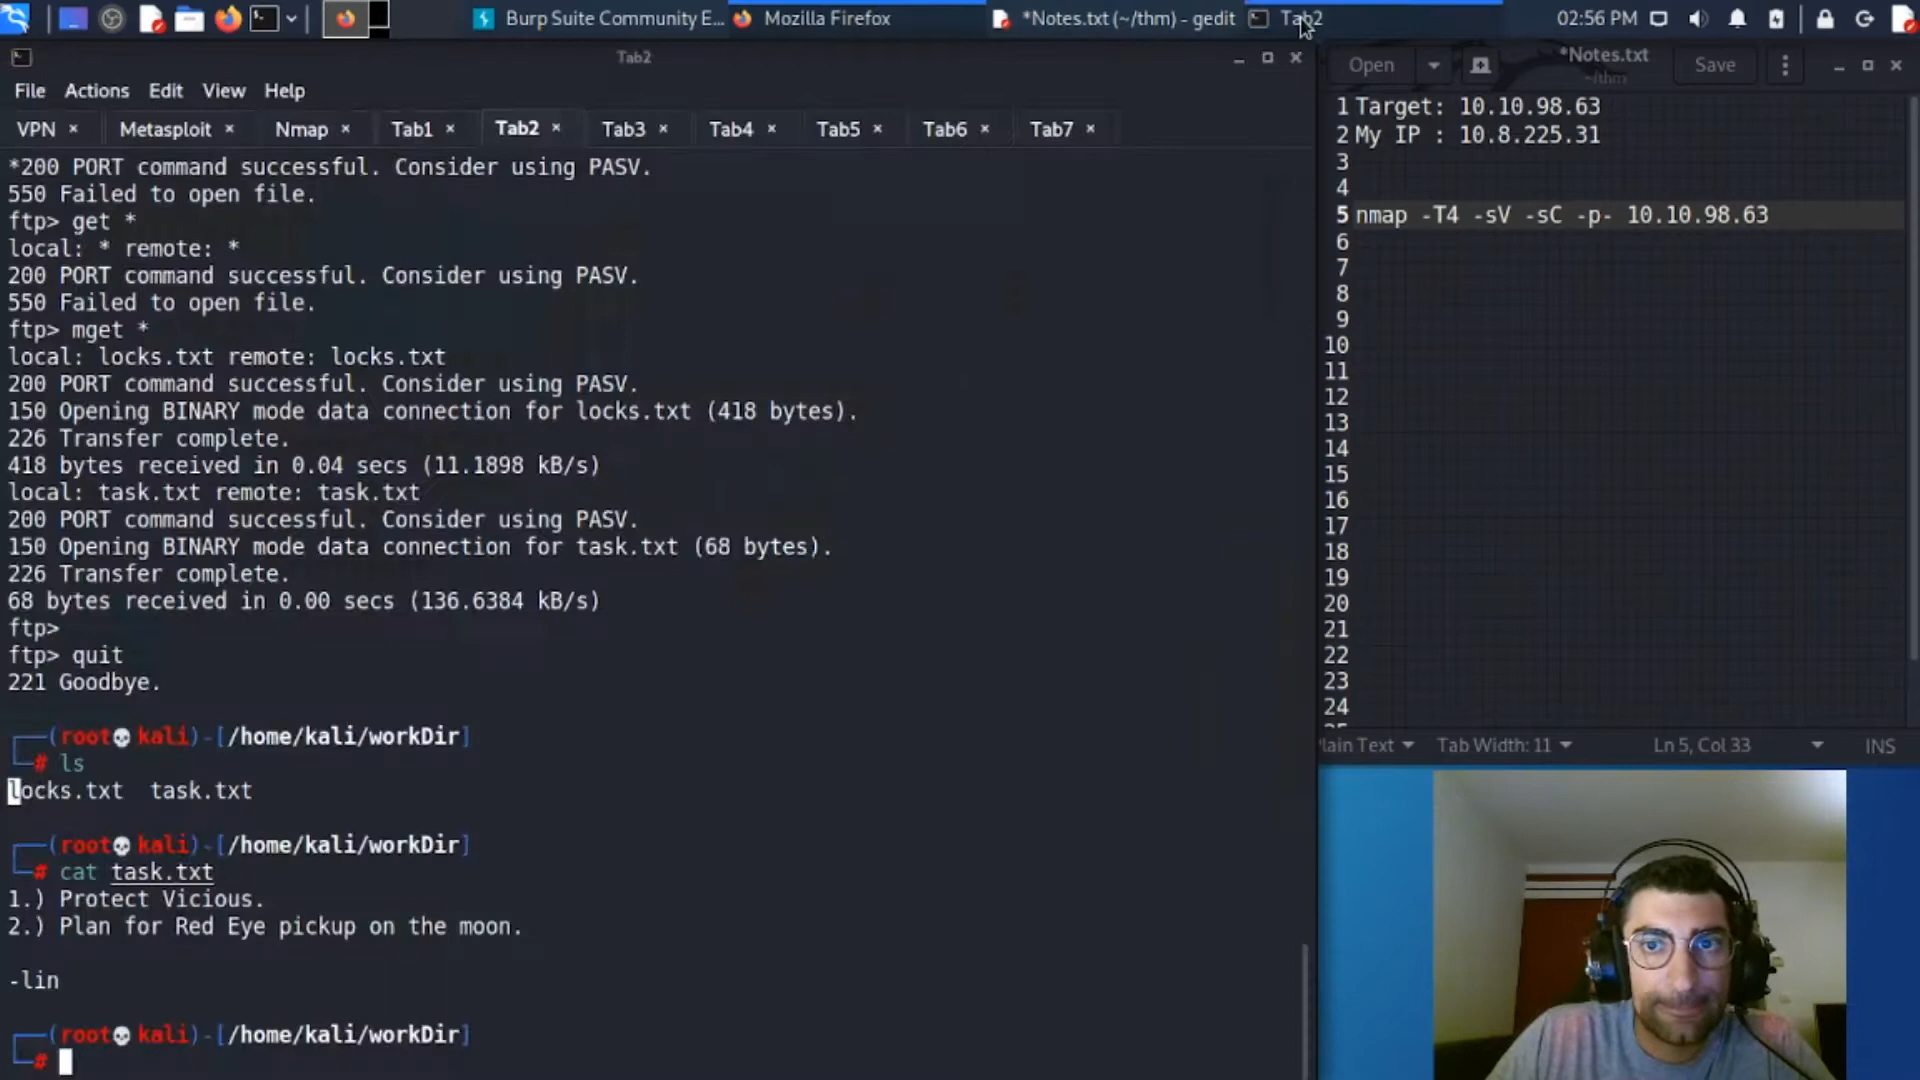 Burp Suite Community E...
Mozilla Firefox
*Notes.txt (~/thm) - gedit
Tab2
02:56 PM
Tab2
File Actions Edit View Help
VPN × Metasploit × Nmap × Tab1 × Tab2 × Tab3 × Tab4 × Tab5 × Tab6 × Tab7 ×
*200 PORT command successful. Consider using PASV.
550 Failed to open file.
ftp> get *
local: * remote: *
200 PORT command successful. Consider using PASV.
550 Failed to open file.
ftp> mget *
local: locks.txt remote: locks.txt
200 PORT command successful. Consider using PASV.
150 Opening BINARY mode data connection for locks.txt (418 bytes).
226 Transfer complete.
418 bytes received in 0.04 secs (11.1898 kB/s)
local: task.txt remote: task.txt
200 PORT command successful. Consider using PASV.
150 Opening BINARY mode data connection for task.txt (68 bytes).
226 Transfer complete.
68 bytes received in 0.00 secs (136.6384 kB/s)
ftp>
ftp> quit
221 Goodbye.
(root💀kali)-[/home/kali/workDir]
# ls
locks.txt task.txt
(root💀kali)-[/home/kali/workDir]
# cat task.txt
1.) Protect Vicious.
2.) Plan for Red Eye pickup on the moon.
-lin
(root💀kali)-[/home/kali/workDir]
#
Open
*Notes.txt
~/thm
Save
1 Target: 10.10.98.63
2 My IP : 10.8.225.31
3
4
5 nmap -T4 -sV -sC -p- 10.10.98.63
6
7
8
9
10
11
12
13
14
15
16
17
18
19
20
21
22
23
24
Plain Text Tab Width: 11 Ln 5, Col 33 INS